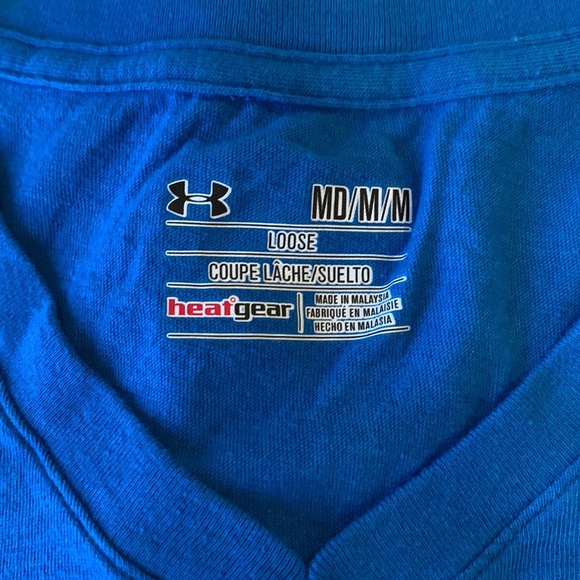 MD/M/M
LOOSE
COUPE LÂCHE/SUELTO
heatgear
MADE IN MALAYSIA
FABRIQUÉ EN MALAISIE
HECHO EN MALASIA